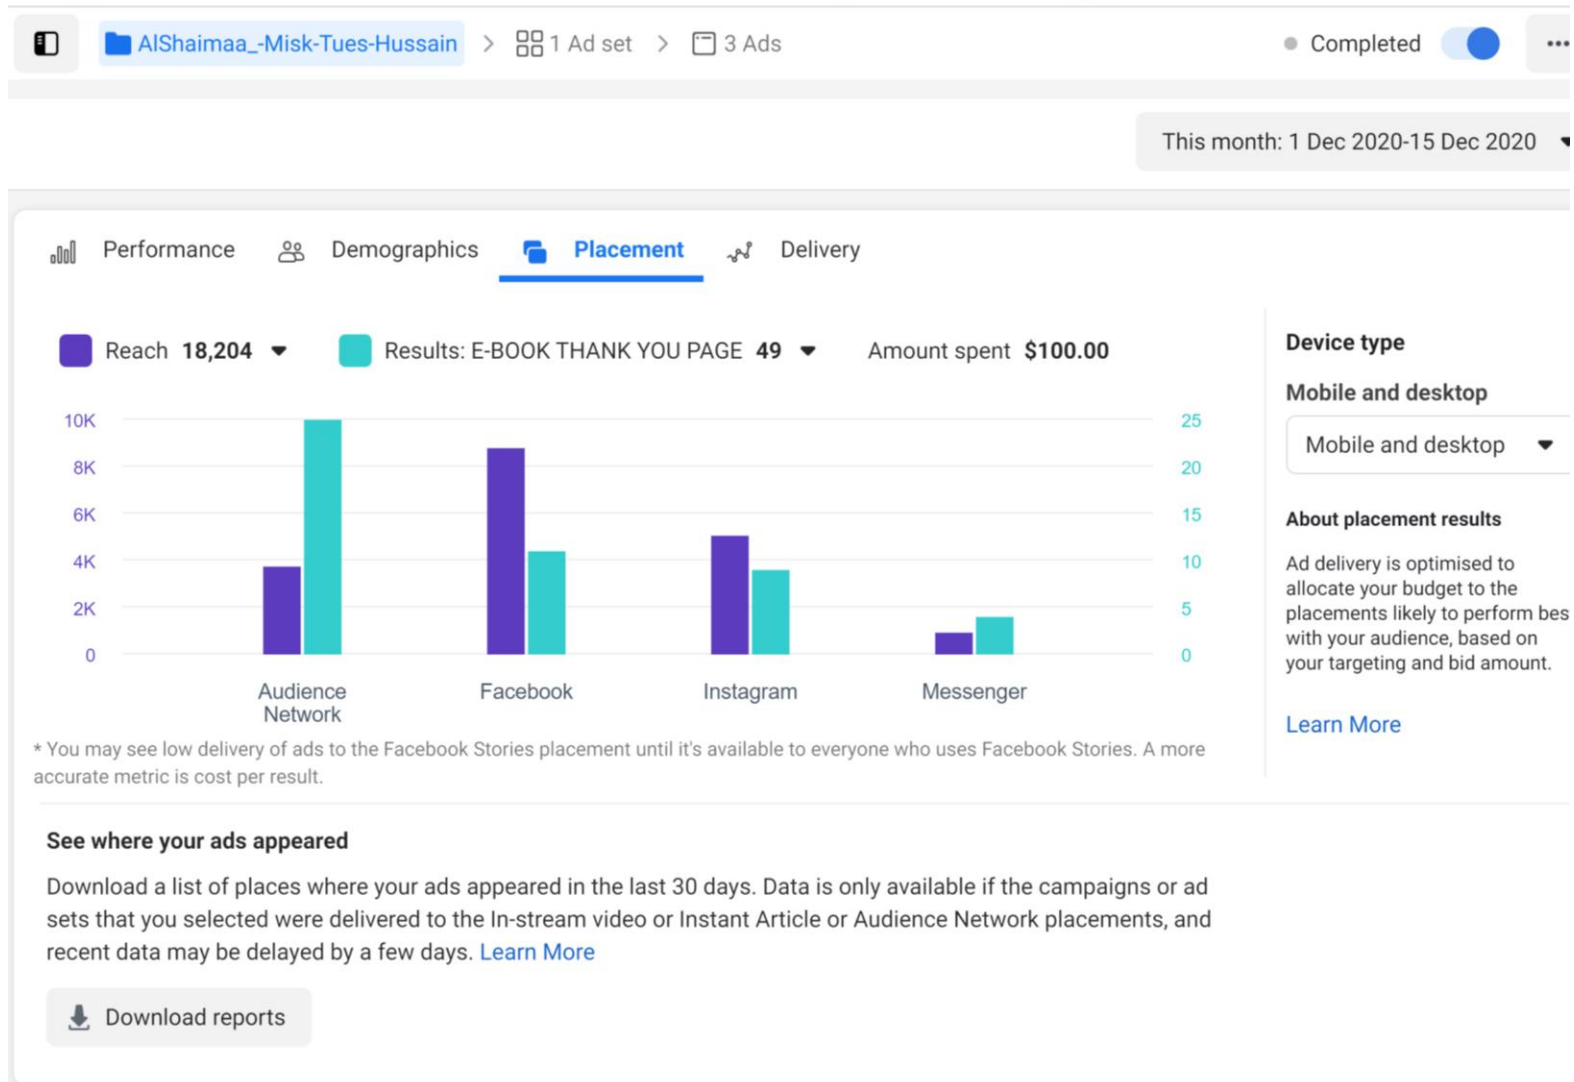 AlShaimaa_-Misk-Tues-Hussain > 1 Ad set > 3 Ads
Completed
This month: 1 Dec 2020-15 Dec 2020
Performance Demographics Placement Delivery
Reach 18,204 Results: E-BOOK THANK YOU PAGE 49 Amount spent $100.00
10K 25
8K 20
6K 15
4K 10
2K 5
0 0
Audience Network
Facebook
Instagram
Messenger
* You may see low delivery of ads to the Facebook Stories placement until it's available to everyone who uses Facebook Stories. A more
accurate metric is cost per result.
Device type
Mobile and desktop
Mobile and desktop
About placement results
Ad delivery is optimised to
allocate your budget to the
placements likely to perform bes
with your audience, based on
your targeting and bid amount.
Learn More
See where your ads appeared
Download a list of places where your ads appeared in the last 30 days. Data is only available if the campaigns or ad
sets that you selected were delivered to the In-stream video or Instant Article or Audience Network placements, and
recent data may be delayed by a few days. Learn More
Download reports